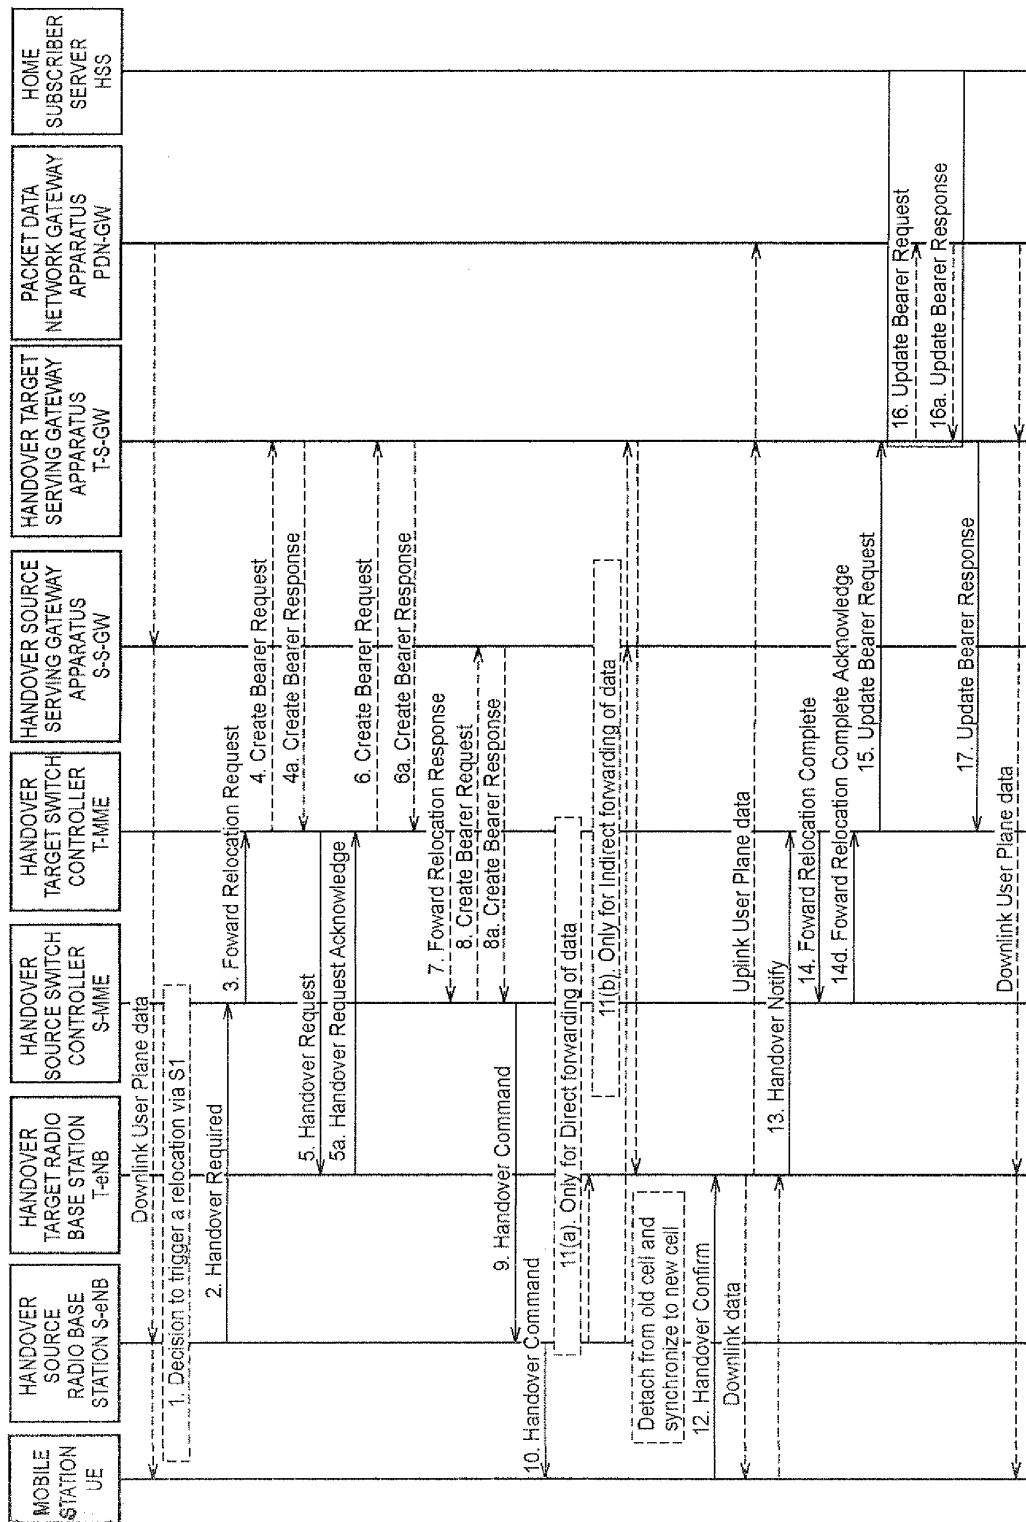 MOBILE
STATION
UE
HANDOVER
SOURCE
RADIO BASE
STATION S-eNB
HANDOVER
TARGET RADIO
BASE STATION
T-eNB
HANDOVER
SOURCE SWITCH
CONTROLLER
S-MME
HANDOVER
TARGET SWITCH
CONTROLLER
T-MME
HANDOVER SOURCE
SERVING GATEWAY
APPARATUS
S-S-GW
HANDOVER TARGET
SERVING GATEWAY
APPARATUS
T-S-GW
PACKET DATA
NETWORK GATEWAY
APPARATUS
PDN-GW
HOME
SUBSCRIBER
SERVER
HSS
Downlink User Plane data
1. Decision to trigger a relocation via S1
2. Handover Required
3. Foward Relocation Request
4. Create Bearer Request
4a. Create Bearer Response
5. Handover Request
5a. Handover Request Acknowledge
6. Create Bearer Request
6a. Create Bearer Response
7. Foward Relocation Response
8. Create Bearer Request
8a. Create Bearer Response
9. Handover Command
10. Handover Command
11(a). Only for Direct forwarding of data
11(b). Only for Indirect forwarding of data
Detach from old cell and
synchronize to new cell
12. Handover Confirm
Downlink data
Uplink User Plane data
13. Handover Notify
14. Foward Relocation Complete
14d. Foward Relocation Complete Acknowledge
15. Update Bearer Request
16. Update Bearer Request
16a. Update Bearer Response
17. Update Bearer Response
Downlink User Plane data